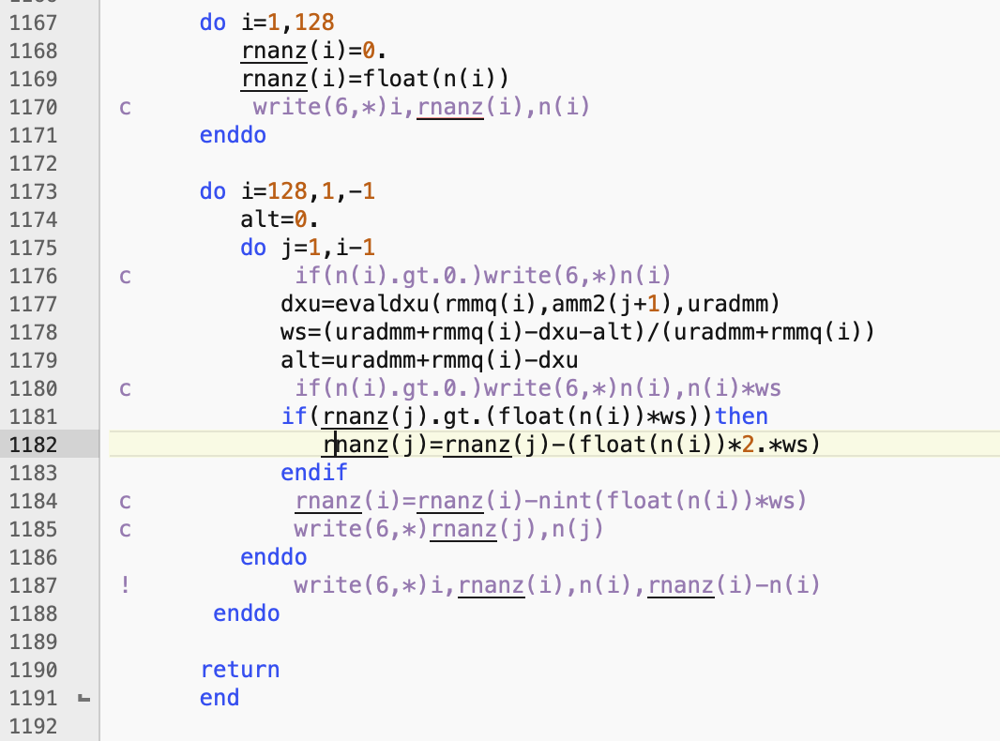 1166
1167 do i=1,128
1168 rnanz(i)=0.
1169 rnanz(i)=float(n(i))
1170 c write(6,*)i,rnanz(i),n(i)
1171 enddo
1172
1173 do i=128,1,-1
1174 alt=0.
1175 do j=1,i-1
1176 c if(n(i).gt.0.)write(6,*)n(i)
1177 dxu=evaldxu(rmmq(i),amm2(j+1),uradmm)
1178 ws=(uradmm+rmmq(i)-dxu-alt)/(uradmm+rmmq(i))
1179 alt=uradmm+rmmq(i)-dxu
1180 c if(n(i).gt.0.)write(6,*)n(i),n(i)*ws
1181 if(rnanz(j).gt.(float(n(i))*ws))then
1182 rnanz(j)=rnanz(j)-(float(n(i))*2.*ws)
1183 endif
1184 c rnanz(i)=rnanz(i)-nint(float(n(i))*ws)
1185 c write(6,*)rnanz(j),n(j)
1186 enddo
1187 ! write(6,*)i,rnanz(i),n(i),rnanz(i)-n(i)
1188 enddo
1189
1190 return
1191 end
1192